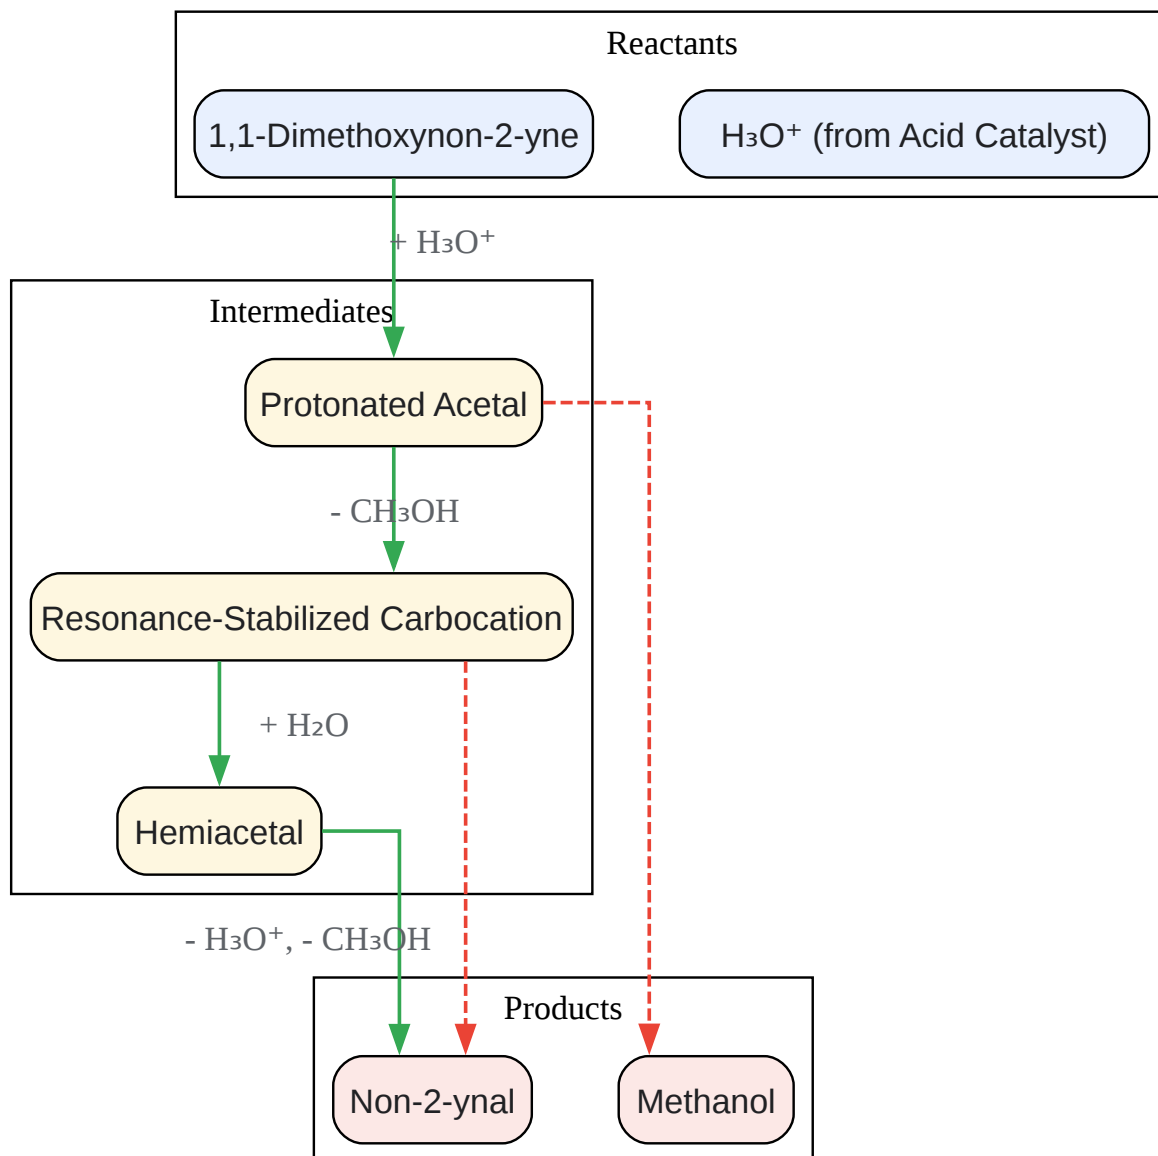 Reactants
1,1-Dimethoxynon-2-yne
H₃O⁺ (from Acid Catalyst)
+ H₃O⁺
Intermediates
Protonated Acetal
- CH₃OH
Resonance-Stabilized Carbocation
+ H₂O
Hemiacetal
- H₃O⁺, - CH₃OH
Products
Non-2-ynal
Methanol